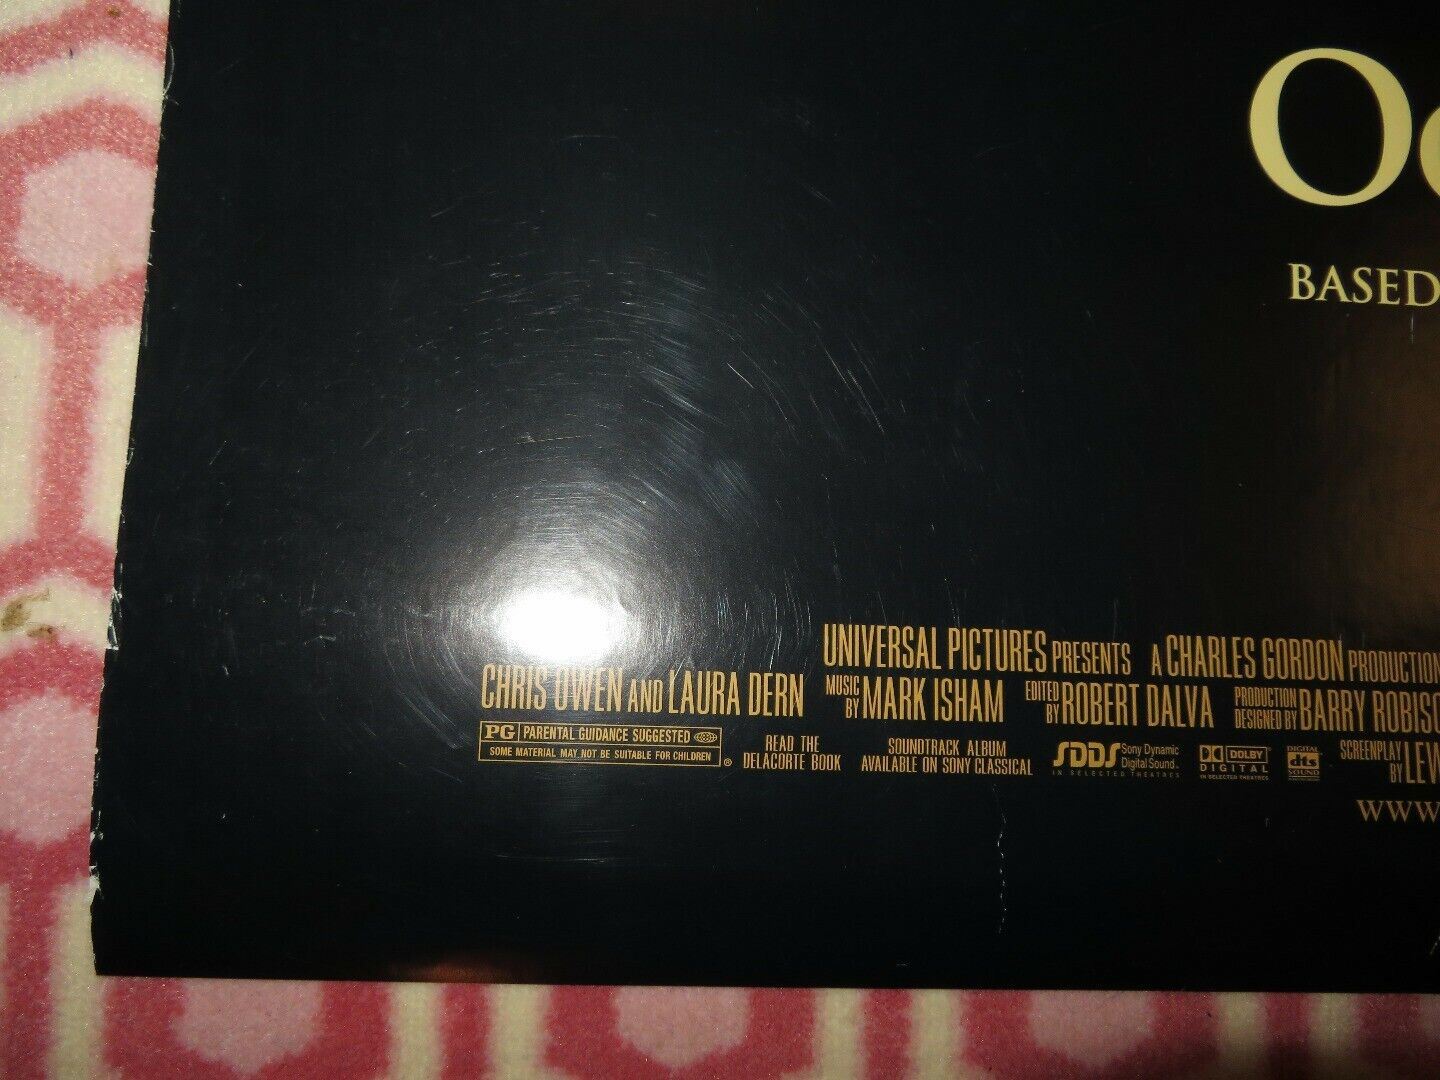 Oc
BASED
UNIVERSAL PICTURES PRESENTS A CHARLES GORDON PRODUCTION
CHRIS OWEN AND LAURA DERN MUSIC BY MARK ISHAM EDITED BY ROBERT DALVA PRODUCTION DESIGNED BY BARRY ROBISO
PG PARENTAL GUIDANCE SUGGESTED
SOME MATERIAL MAY NOT BE SUITABLE FOR CHILDREN ®
READ THE
DELACORTE BOOK
SOUNDTRACK ALBUM
AVAILABLE ON SONY CLASSICAL
SDDS Sony Dynamic
Digital Sound
IN SELECTED THEATRES
DOLBY
DIGITAL
IN SELECTED THEATRES
DIGITAL
dts
SOUND
SCREENPLAY BY LEW
WWW